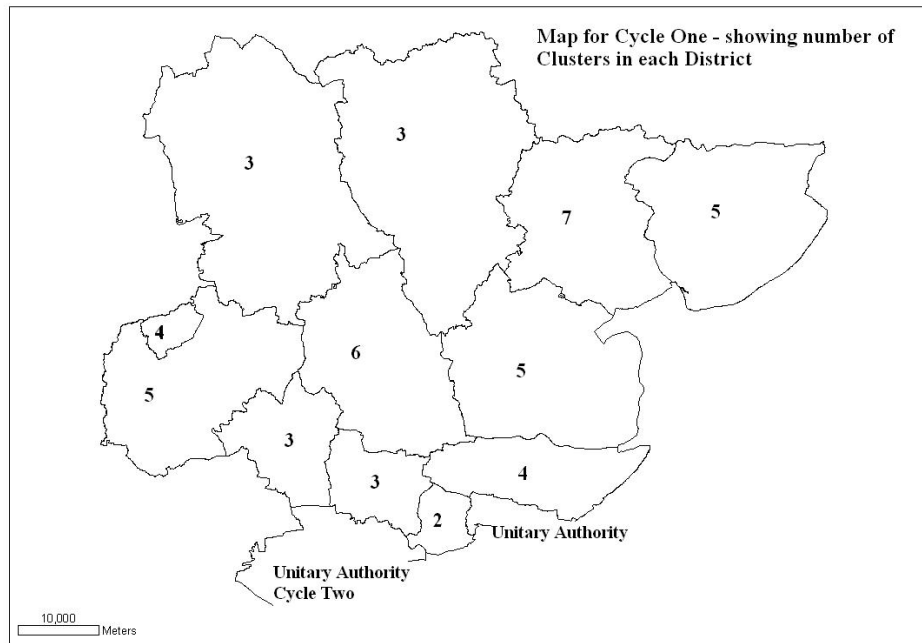 Map for Cycle One - showing number of
Clusters in each District
3
3
7
5
4
6
5
5
3
3
4
2
Unitary Authority
Unitary Authority
Cycle Two
10,000
Meters